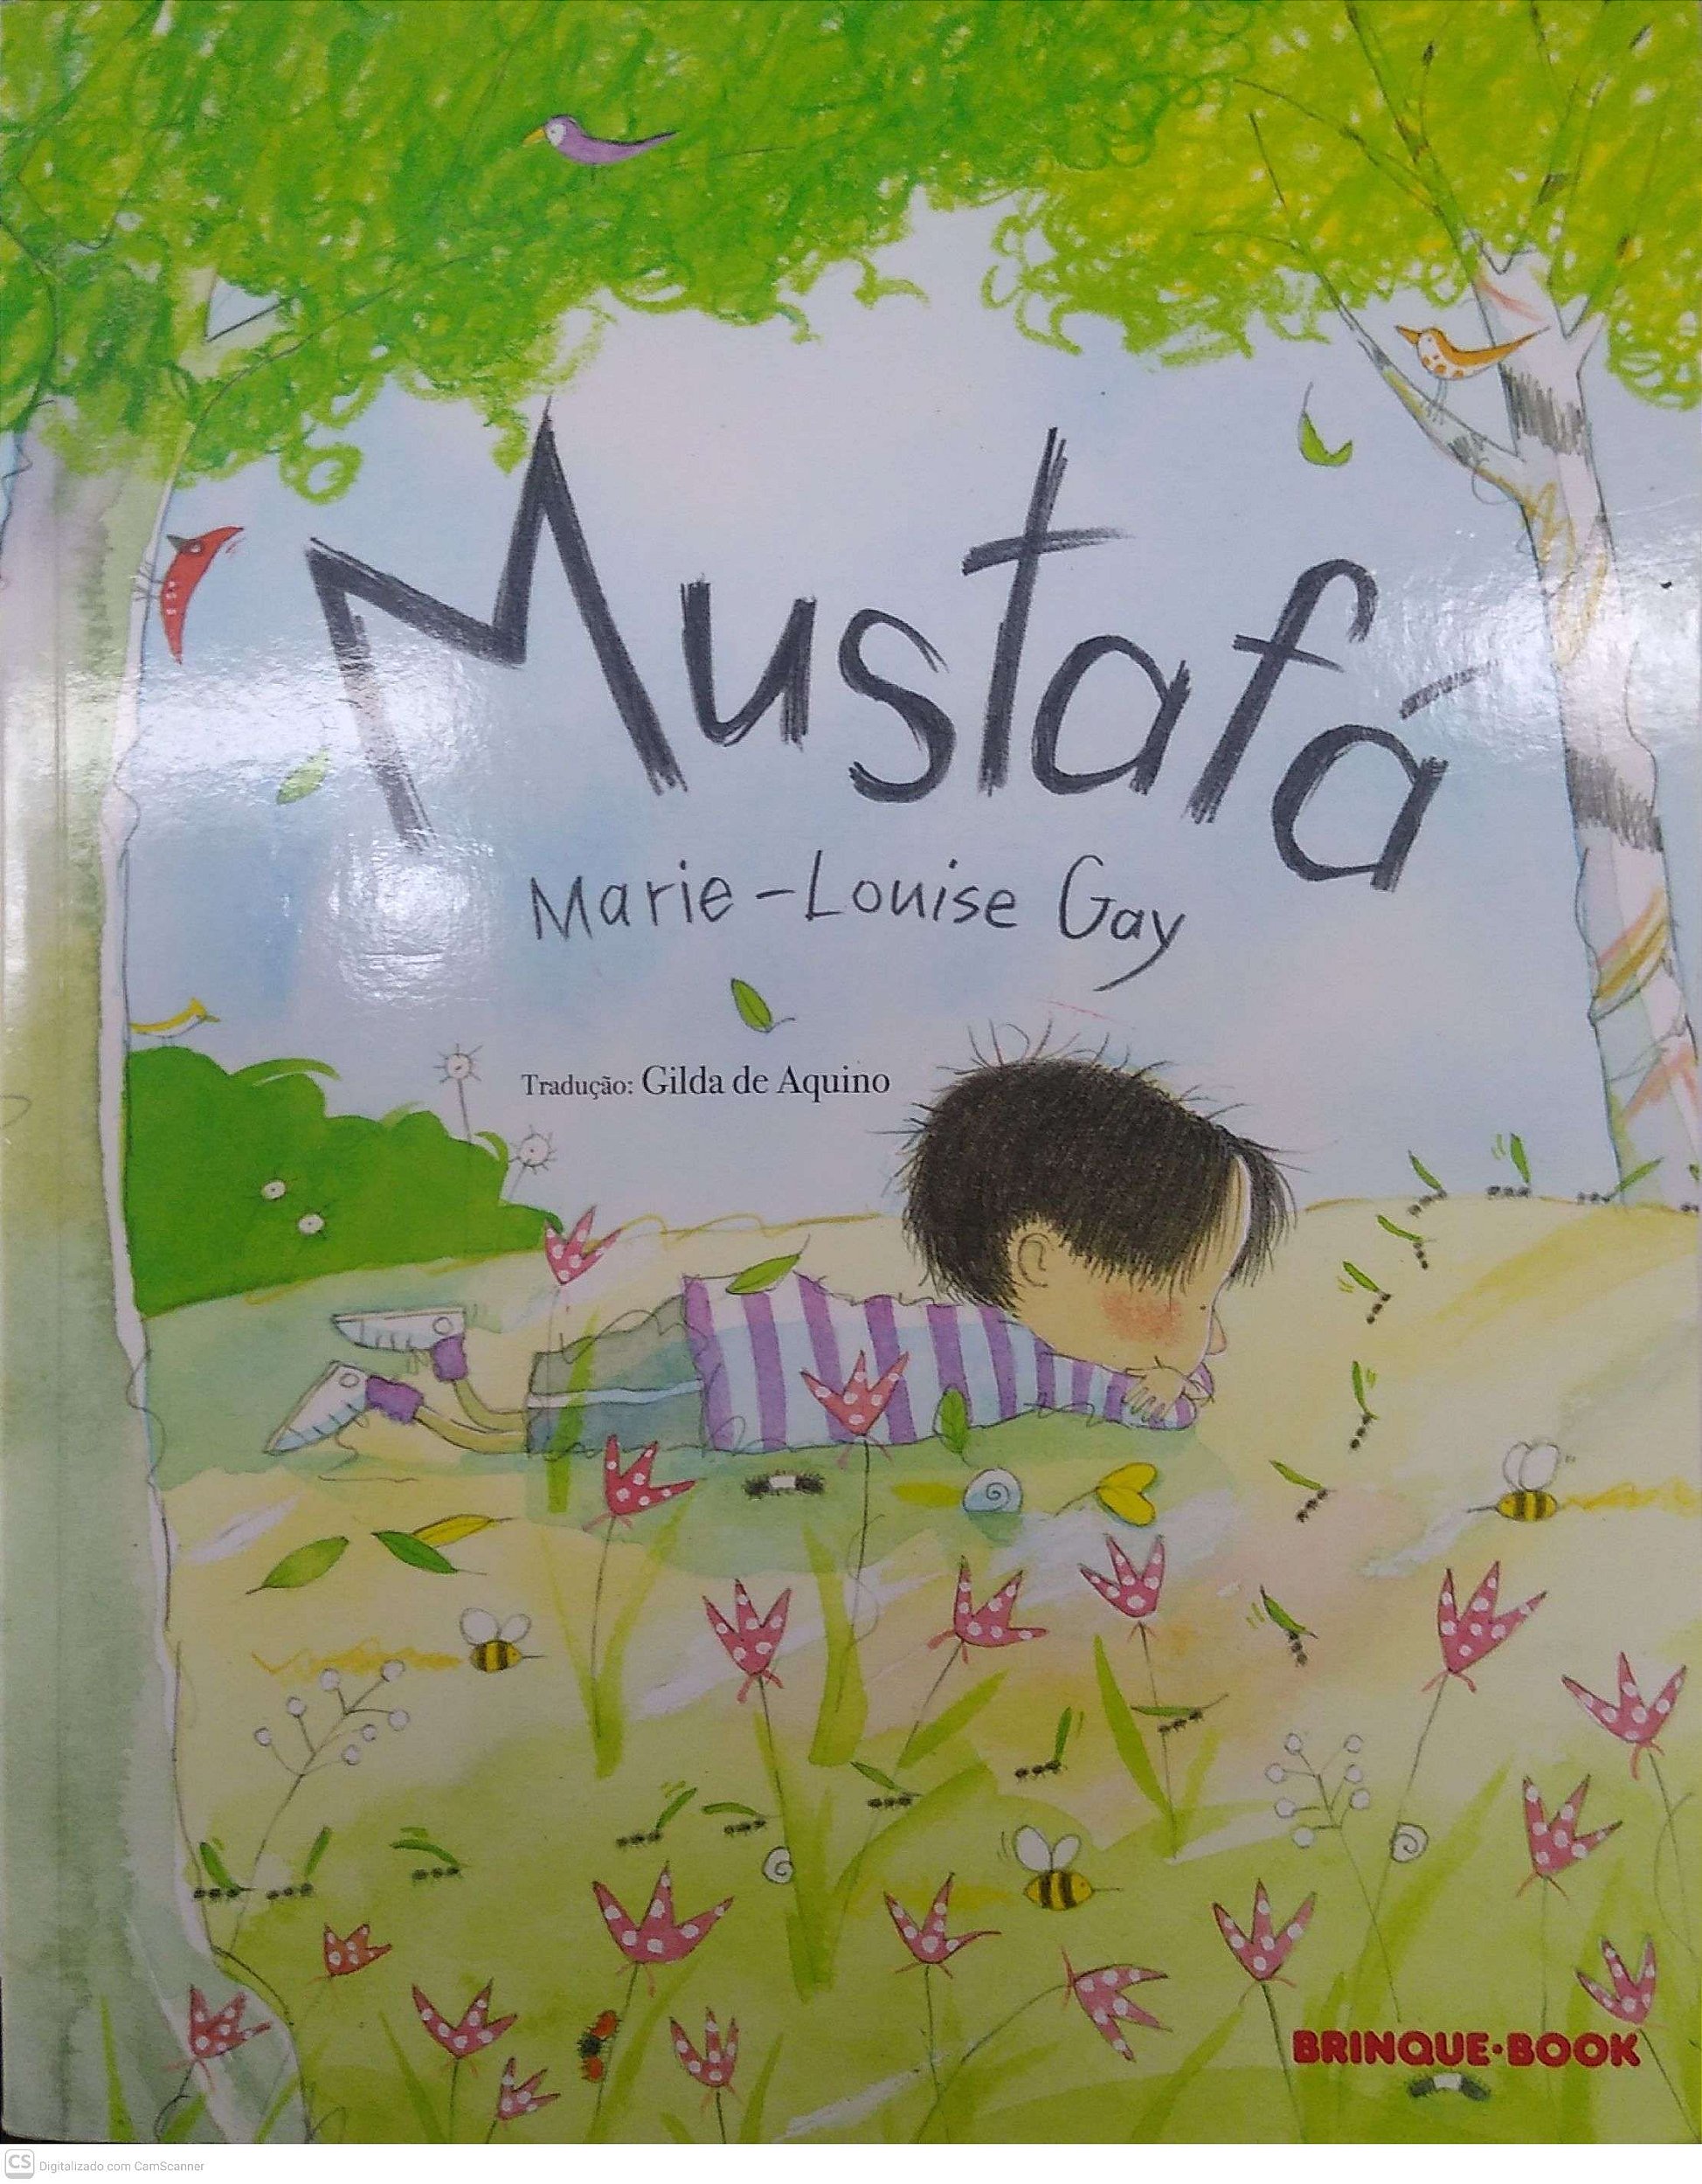 Mustafá
Marie-Louise Gay
Tradução: Gilda de Aquino
BRINQUE-BOOK
CS Digitalizado com CamScanner